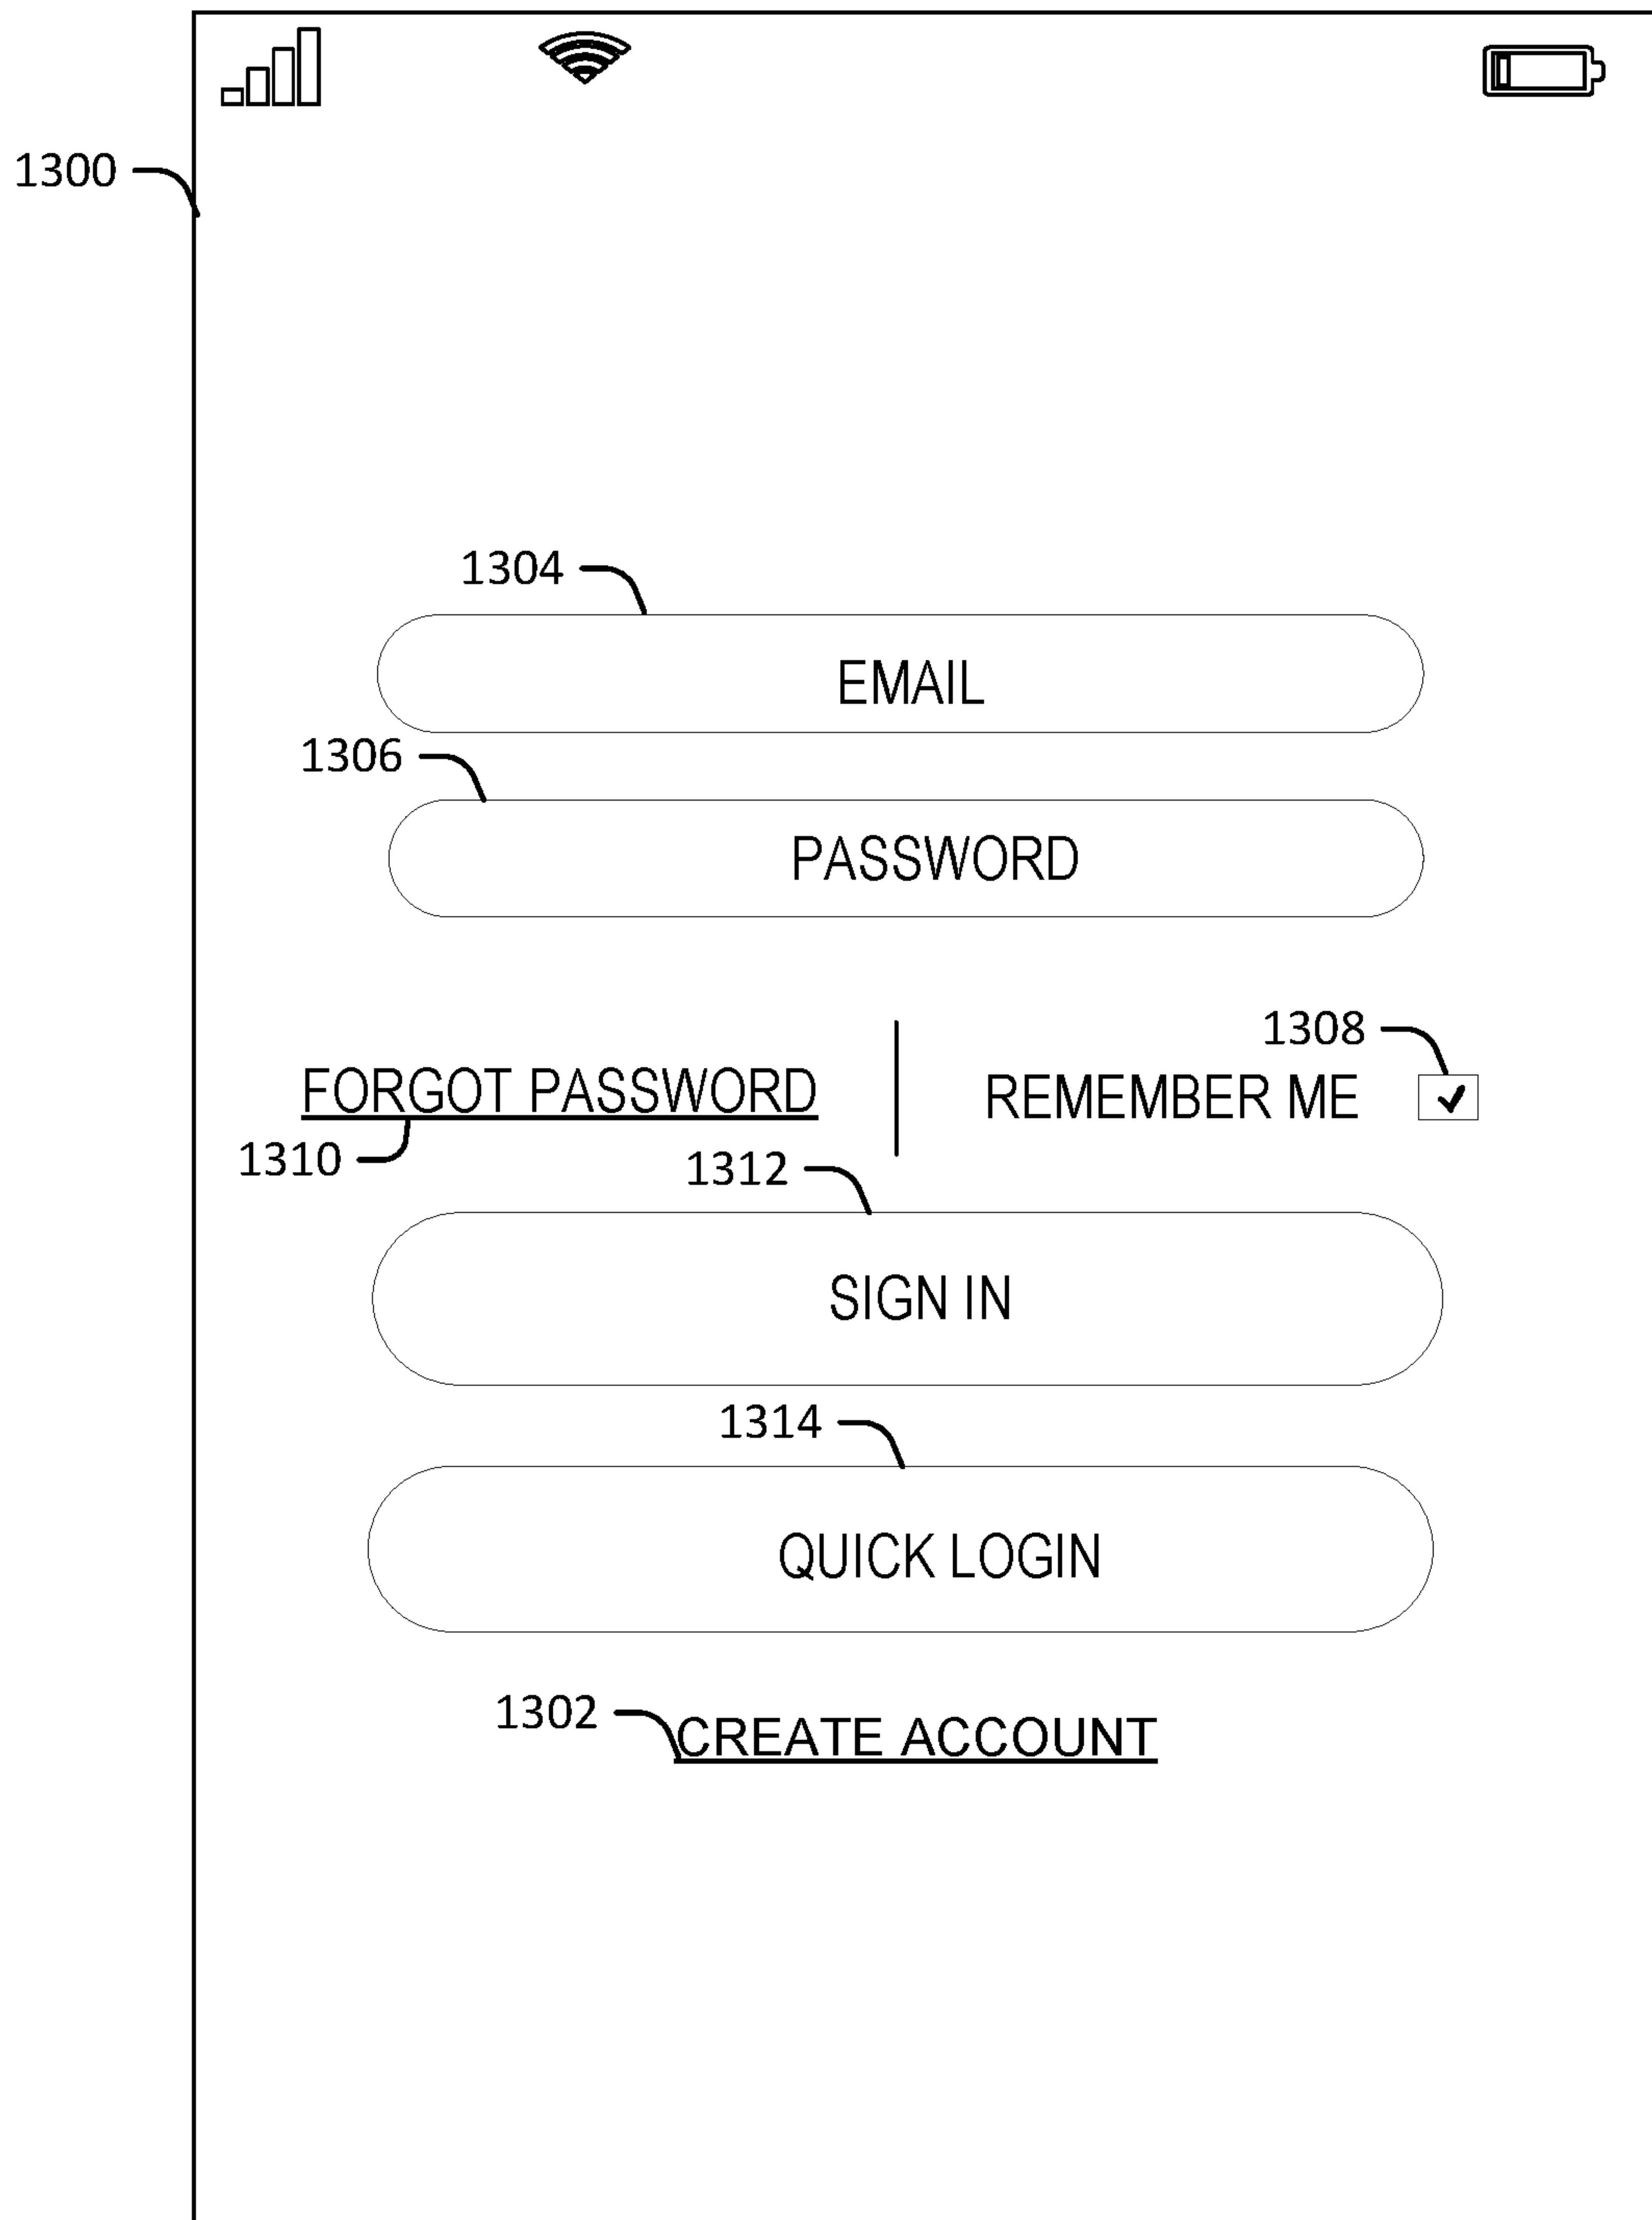 1300
1304
EMAIL
1306
PASSWORD
1308
FORGOT PASSWORD REMEMBER ME
1310
1312
SIGN IN
1314
QUICK LOGIN
1302 CREATE ACCOUNT